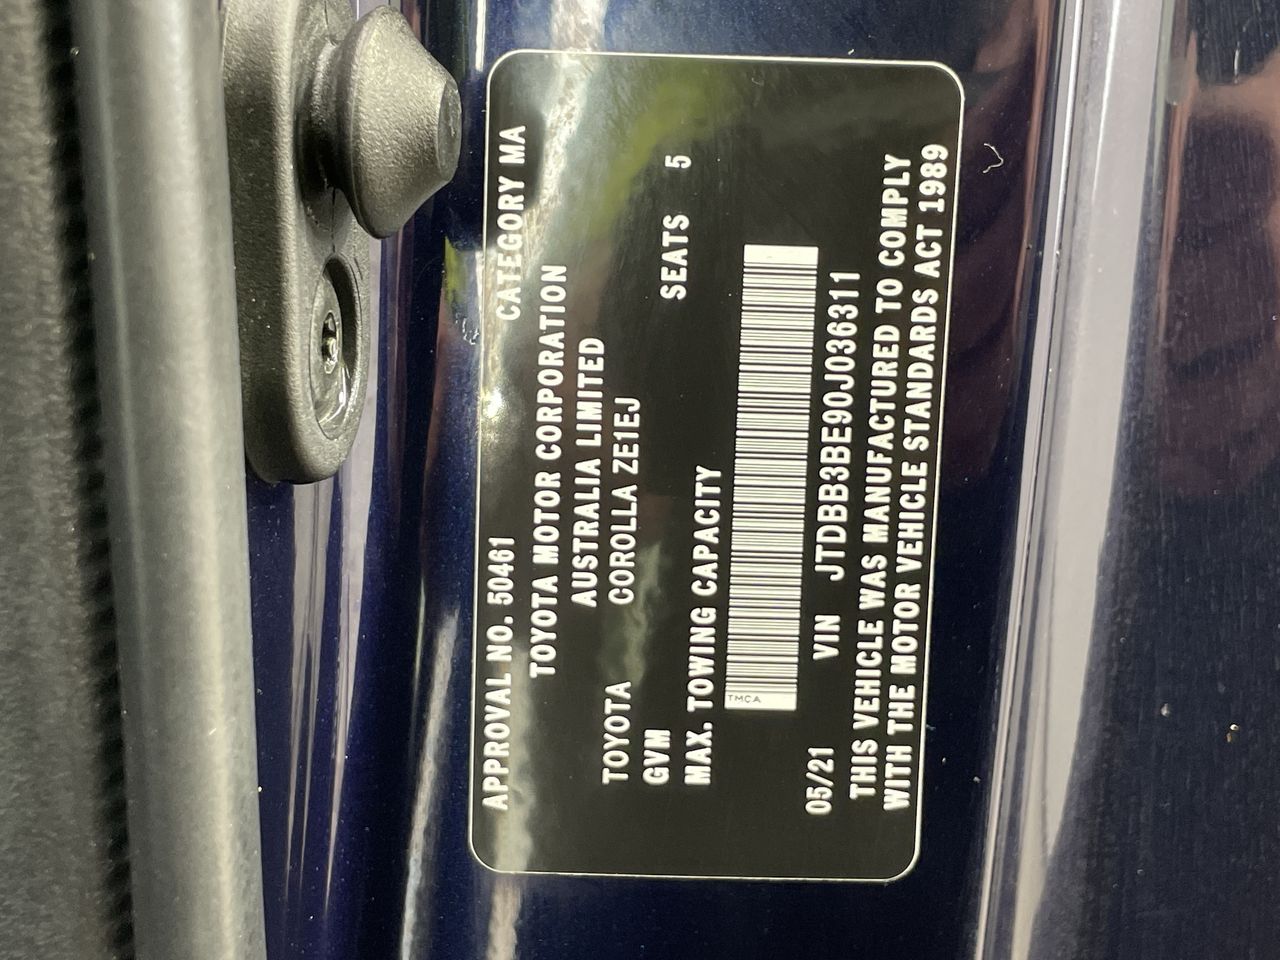 APPROVAL NO. 50461 CATEGORY MA
TOYOTA MOTOR CORPORATION
AUSTRALIA LIMITED
TOYOTA COROLLA ZE1EJ
GVM SEATS 5
MAX. TOWING CAPACITY
TMCA
05/21 VIN JTDBB3BE90J036311
THIS VEHICLE WAS MANUFACTURED TO COMPLY
WITH THE MOTOR VEHICLE STANDARDS ACT 1989